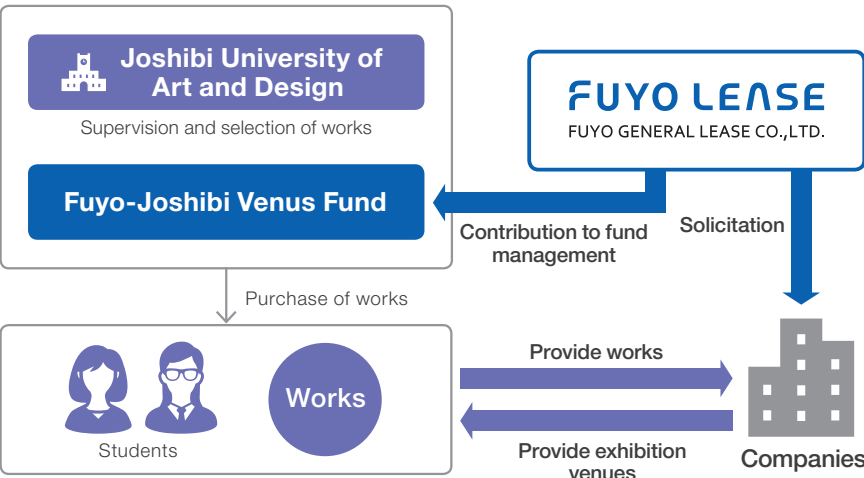 Joshibi University of
Art and Design
Supervision and selection of works
Fuyo-Joshibi Venus Fund
FUYO LEASE
FUYO GENERAL LEASE CO.,LTD.
Contribution to fund
management
Solicitation
Purchase of works
Students
Works
Provide works
Provide exhibition
venues
Companies